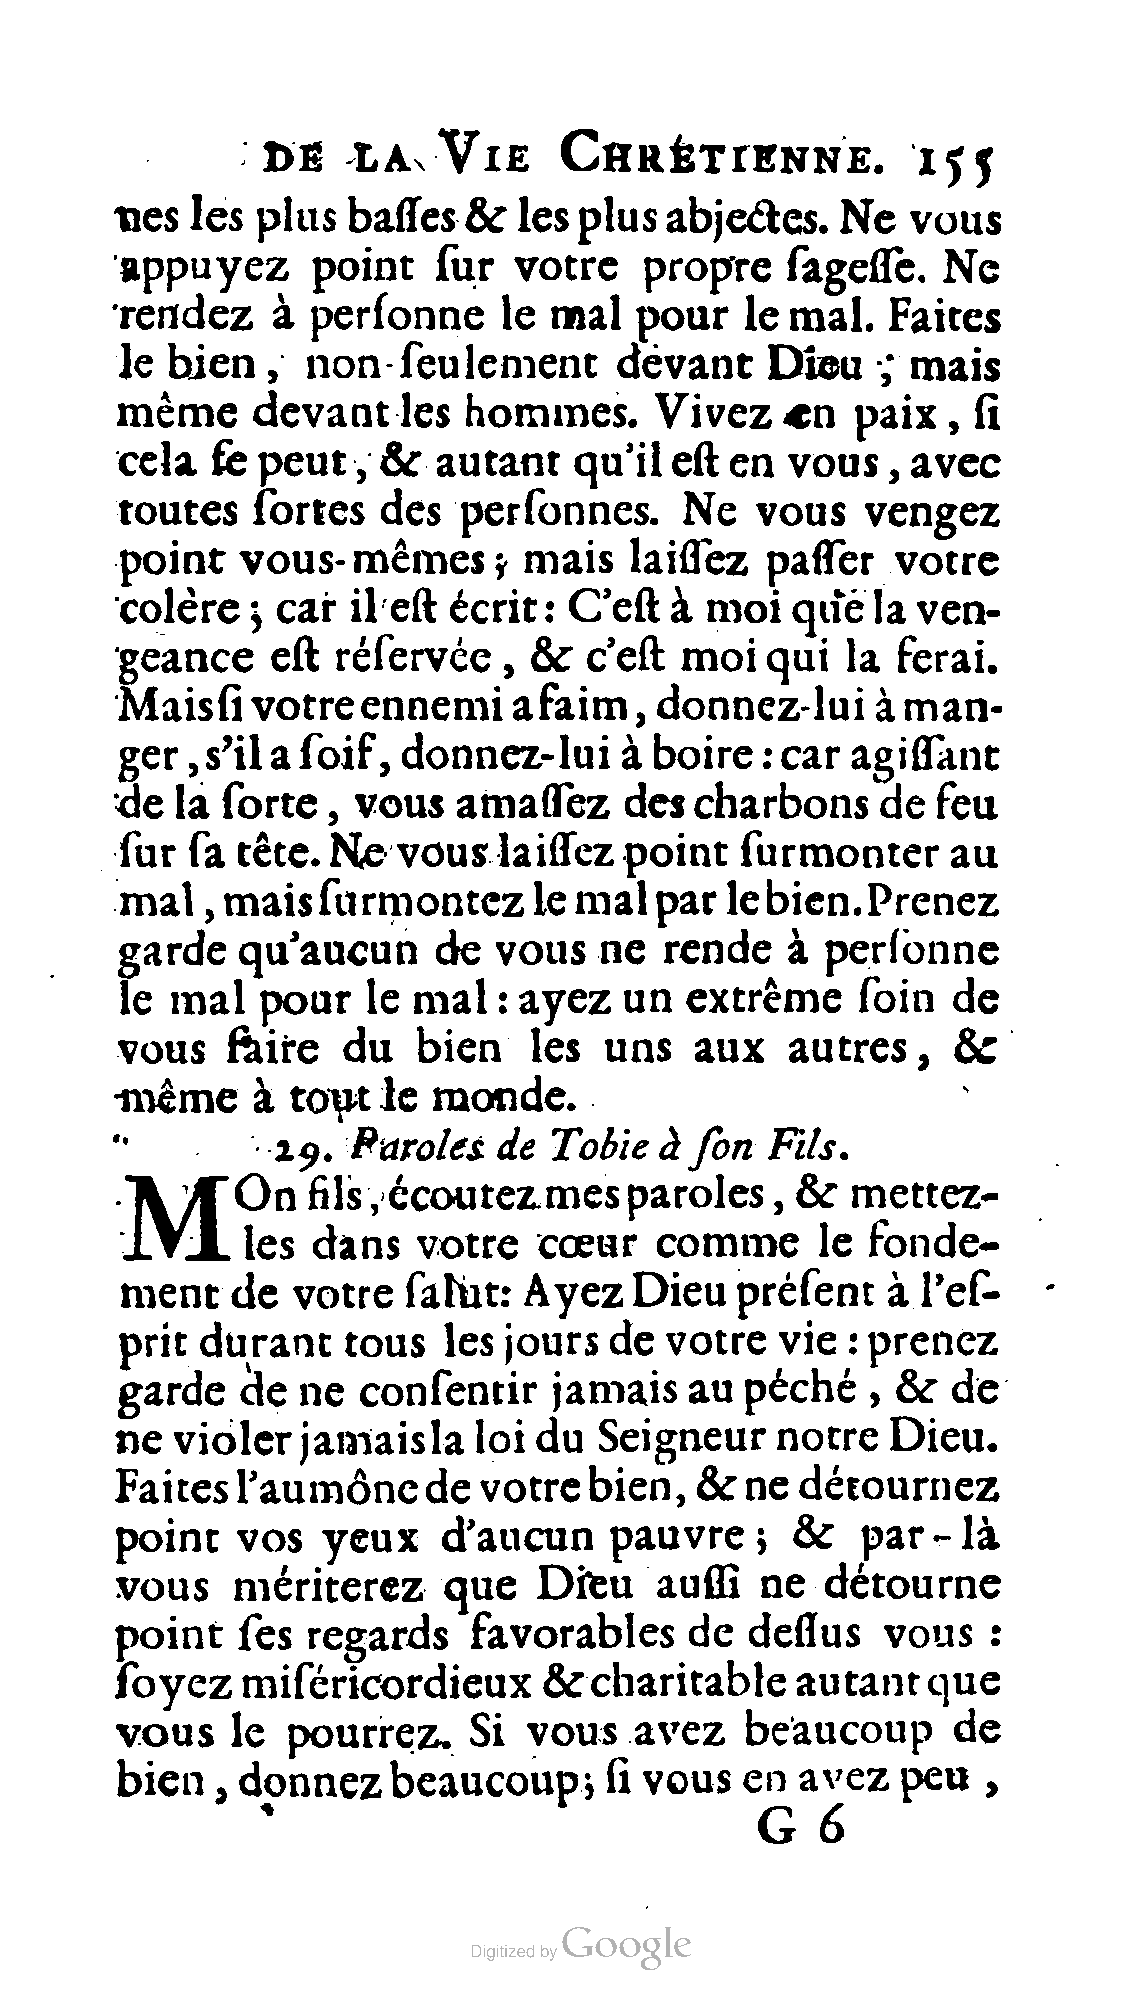 DE LA VIE CHRÉTIENNE. 155
nes les plus baſſes & les plus abjectes. Ne vous
appuyez point ſur votre propre ſageſſe. Ne
rendez à perſonne le mal pour le mal. Faites
le bien, non-ſeulement devant Dieu ; mais
même devant les hommes. Vivez en paix, ſi
cela ſe peut, & autant qu'il eſt en vous, avec
toutes ſortes des perſonnes. Ne vous vengez
point vous-mêmes ; mais laiſſez paſſer votre
colère ; car il eſt écrit : C'eſt à moi que la ven-
geance eſt réſervée, & c'eſt moi qui la ferai.
Mais ſi votre ennemi a faim, donnez-lui à man-
ger, s'il a ſoif, donnez-lui à boire : car agiſſant
de la ſorte, vous amaſſez des charbons de feu
ſur ſa tête. Ne vous laiſſez point ſurmonter au
mal, mais ſurmontez le mal par le bien. Prenez
garde qu'aucun de vous ne rende à perſonne
le mal pour le mal : ayez un extrême ſoin de
vous faire du bien les uns aux autres, &
même à tout le monde.
29. Paroles de Tobie à ſon Fils.
MOn fils, écoutez mes paroles, & mettez-
les dans votre cœur comme le fonde-
ment de votre ſalut: Ayez Dieu préſent à l'eſ-
prit durant tous les jours de votre vie : prenez
garde de ne conſentir jamais au péché, & de
ne violer jamais la loi du Seigneur notre Dieu.
Faites l'aumône de votre bien, & ne détournez
point vos yeux d'aucun pauvre ; & par-là
vous mériterez que Dieu auſſi ne détourne
point ſes regards favorables de deſſus vous :
ſoyez miſéricordieux & charitable autant que
vous le pourrez. Si vous avez beaucoup de
bien, donnez beaucoup; ſi vous en avez peu,
G 6
Digitized by Google